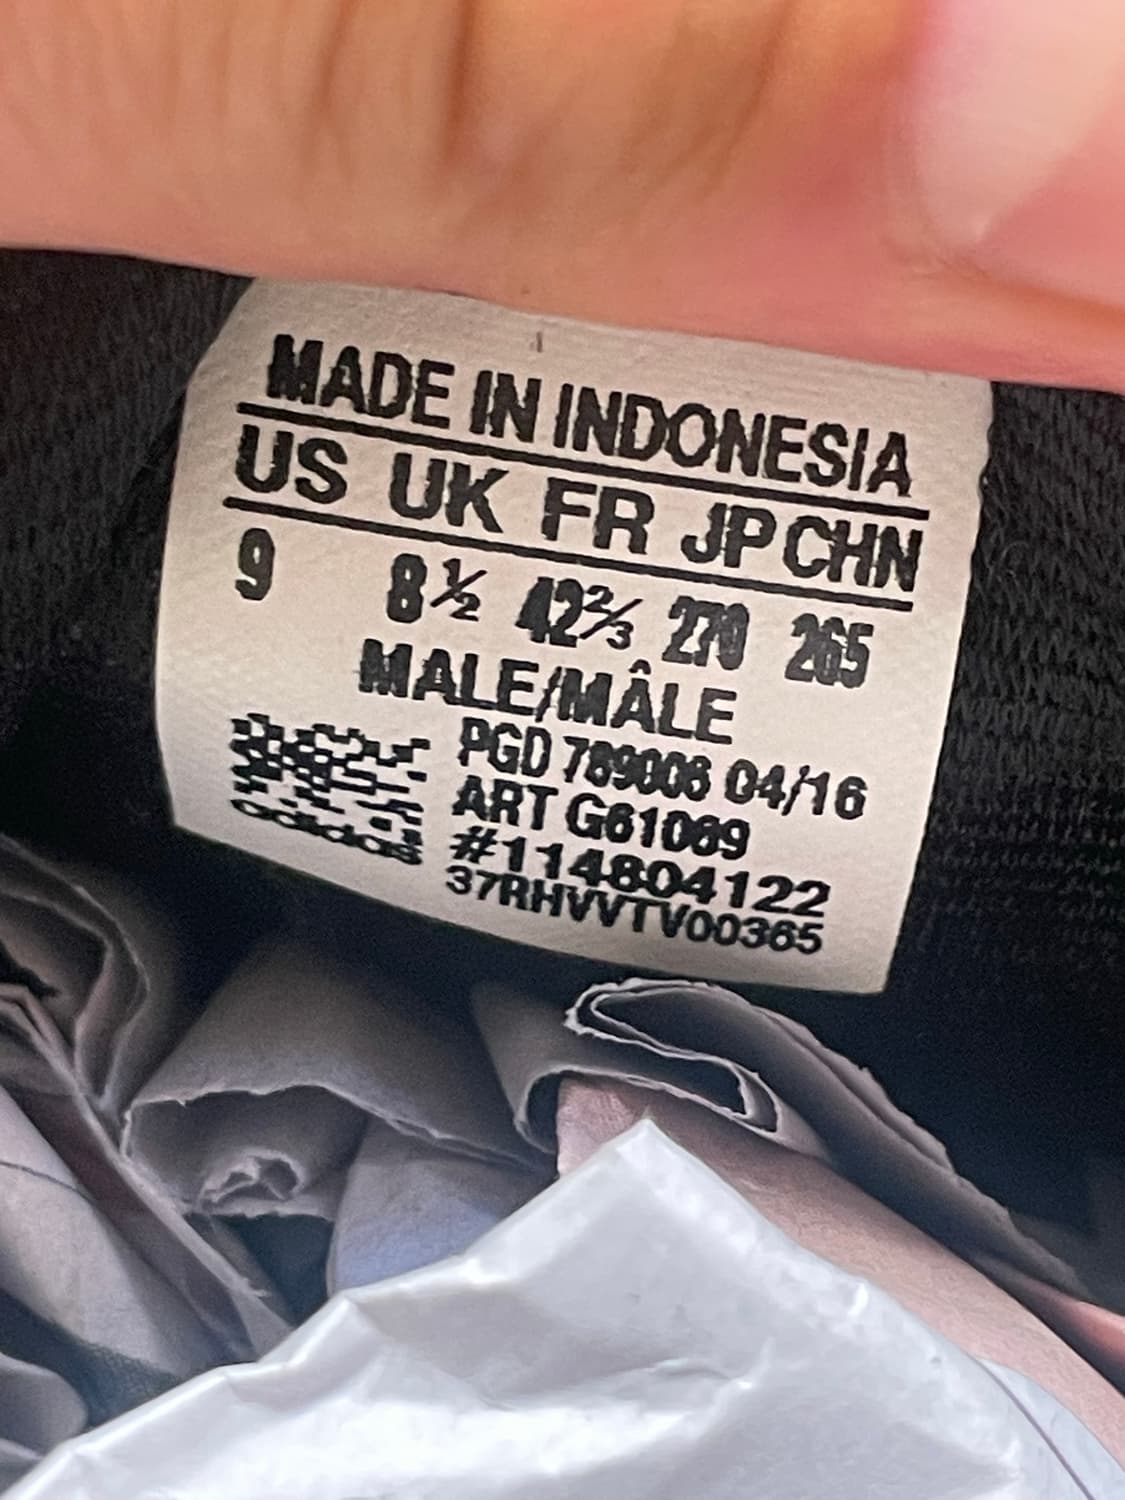 MADE IN INDONESIA
US UK FR JP CHN
9 8½ 42⅔ 270 265
MALE/MÂLE
PGD 789006 04/16
ART G61069
#114804122
37RHVVTV00365
adidas